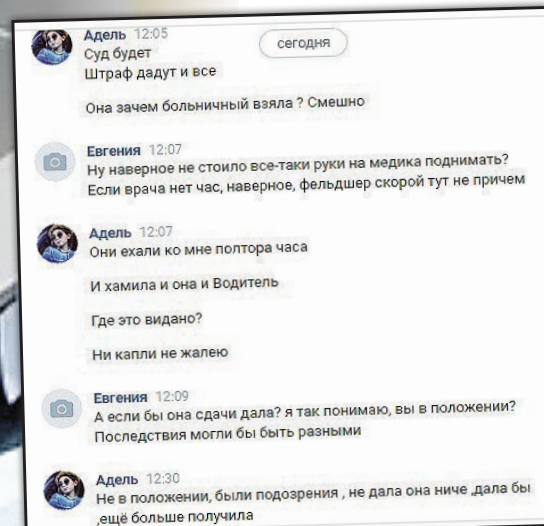 Адель 12:05
сегодня
Суд будет
Штраф дадут и все
Она зачем больничный взяла ? Смешно
Евгения 12:07
Ну наверное не стоило все-таки руки на медика поднимать?
Если врача нет час, наверное, фельдшер скорой тут не причем
Адель 12:07
Они ехали ко мне полтора часа
И хамила и она и Водитель
Где это видано?
Ни капли не жалею
Евгения 12:09
А если бы она сдачи дала? я так понимаю, вы в положении?
Последствия могли бы быть разными
Адель 12:30
Не в положении, были подозрения , не дала она ниче ,дала бы
,ещё больше получила